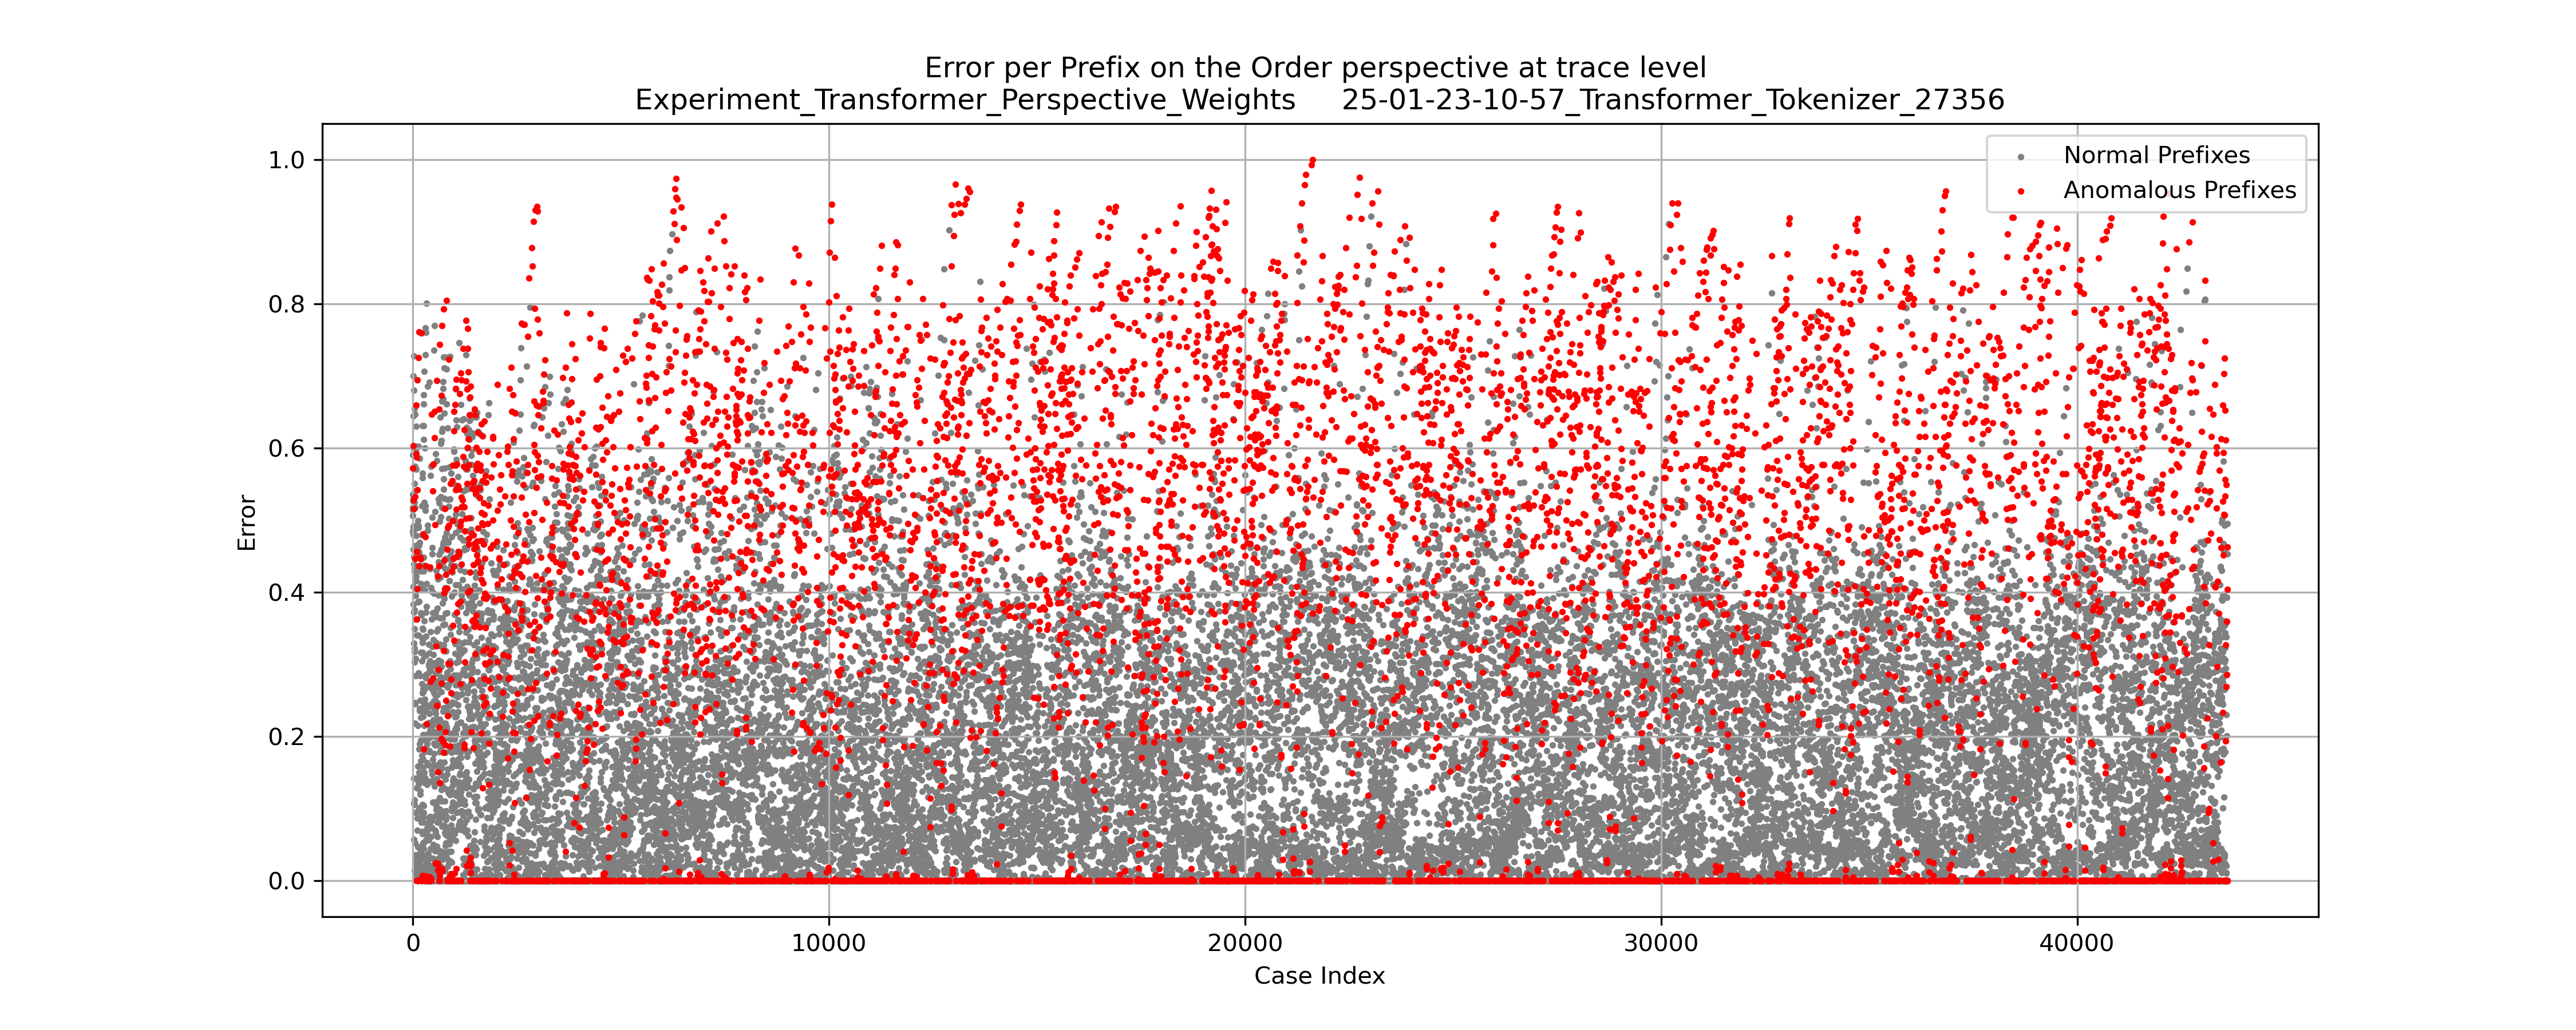 Error per Prefix on the Order perspective at trace level
Experiment_Transformer_Perspective_Weights 25-01-23-10-57_Transformer_Tokenizer_27356
Normal Prefixes
Anomalous Prefixes
1.0
0.8
0.6
0.4
0.2
0.0
Error
0
10000
20000
30000
40000
Case Index